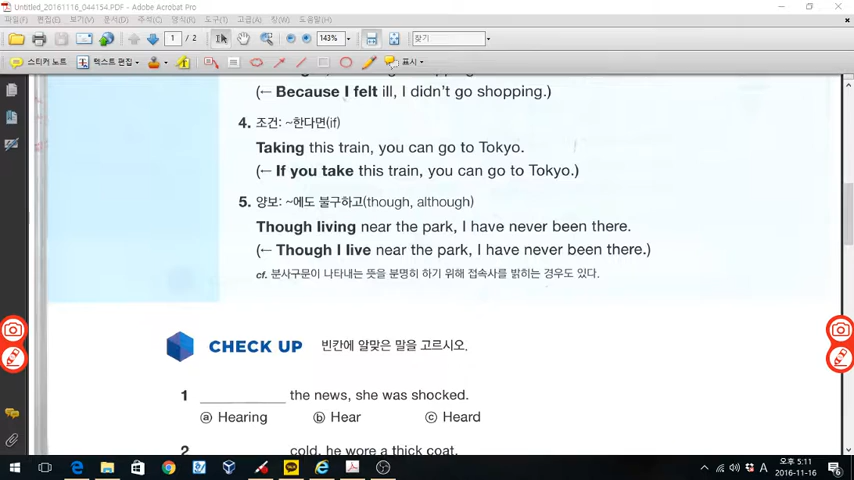 Untitled_20161116_044154.PDF - Adobe Acrobat Pro
파일(F) 편집(E) 보기(V) 문서(D) 주석(C) 양식(R) 도구(T) 고급(A) 창(W) 도움말(H)
1 / 2 143% 찾기
스티커 노트 텍스트 편집 표시
(← Because I felt ill, I didn't go shopping.)
4. 조건: ~한다면(if)
Taking this train, you can go to Tokyo.
(← If you take this train, you can go to Tokyo.)
5. 양보: ~에도 불구하고(though, although)
Though living near the park, I have never been there.
(← Though I live near the park, I have never been there.)
cf. 분사구문이 나타내는 뜻을 분명히 하기 위해 접속사를 밝히는 경우도 있다.
CHECK UP 빈칸에 알맞은 말을 고르시오.
1 __________ the news, she was shocked.
ⓐ Hearing ⓑ Hear ⓒ Heard
2 __________ cold, he wore a thick coat.
A 오후 5:11
2016-11-16